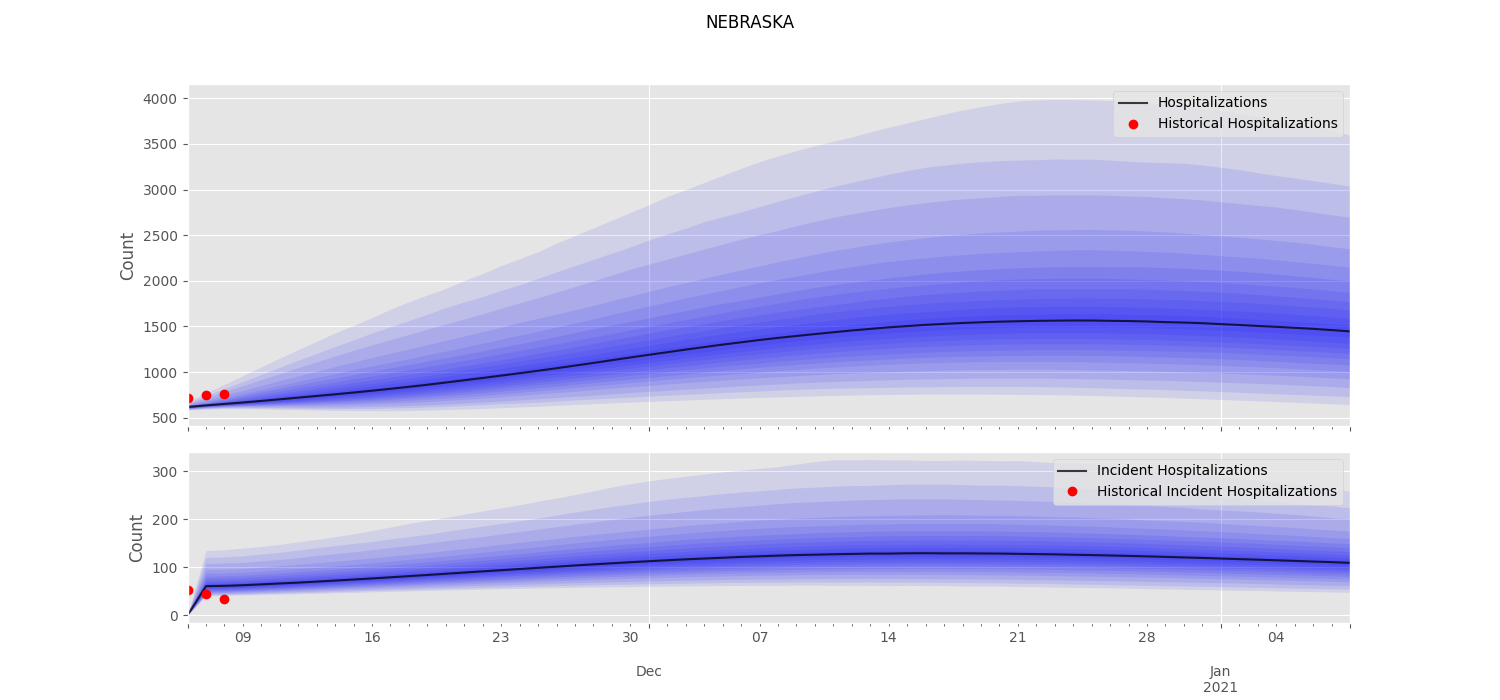 NEBRASKA
Hospitalizations
Historical Hospitalizations
4000
3500
3000
2500
2000
1500
1000
500
Count
Incident Hospitalizations
Historical Incident Hospitalizations
300
200
100
0
Count
09 16 23 30 07 14 21 28 04
Dec Jan
2021